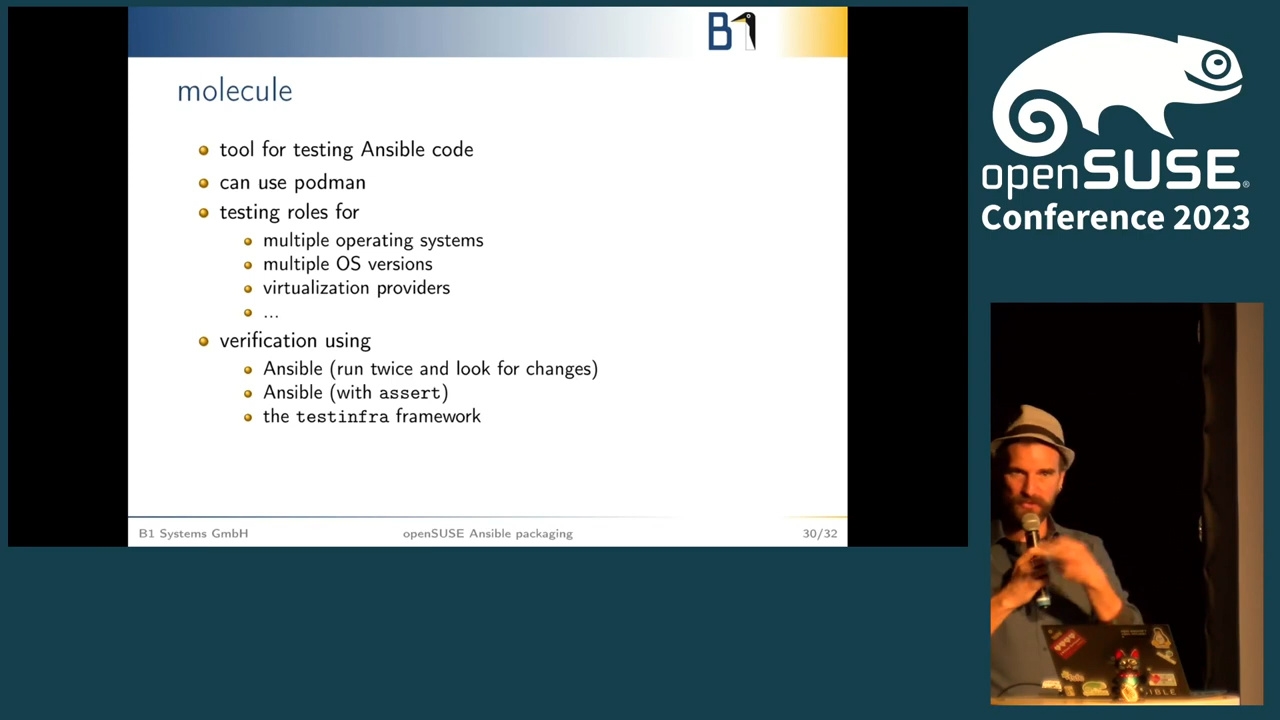 B1
molecule
tool for testing Ansible code
can use podman
testing roles for
multiple operating systems
multiple OS versions
virtualization providers
...
verification using
Ansible (run twice and look for changes)
Ansible (with assert)
the testinfra framework
B1 Systems GmbH
openSUSE Ansible packaging
30/32
openSUSE®
Conference 2023